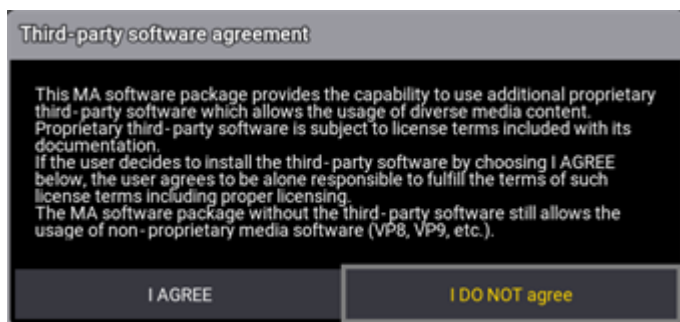 Third-party software agreement
This MA software package provides the capability to use additional proprietary
third-party software which allows the usage of diverse media content.
Proprietary third-party software is subject to license terms included with its
documentation.
If the user decides to install the third-party software by choosing I AGREE
below, the user agrees to be alone responsible to fulfill the terms of such
license terms including proper licensing.
The MA software package without the third-party software still allows the
usage of non-proprietary media software (VP8, VP9, etc.).
I AGREE
I DO NOT agree